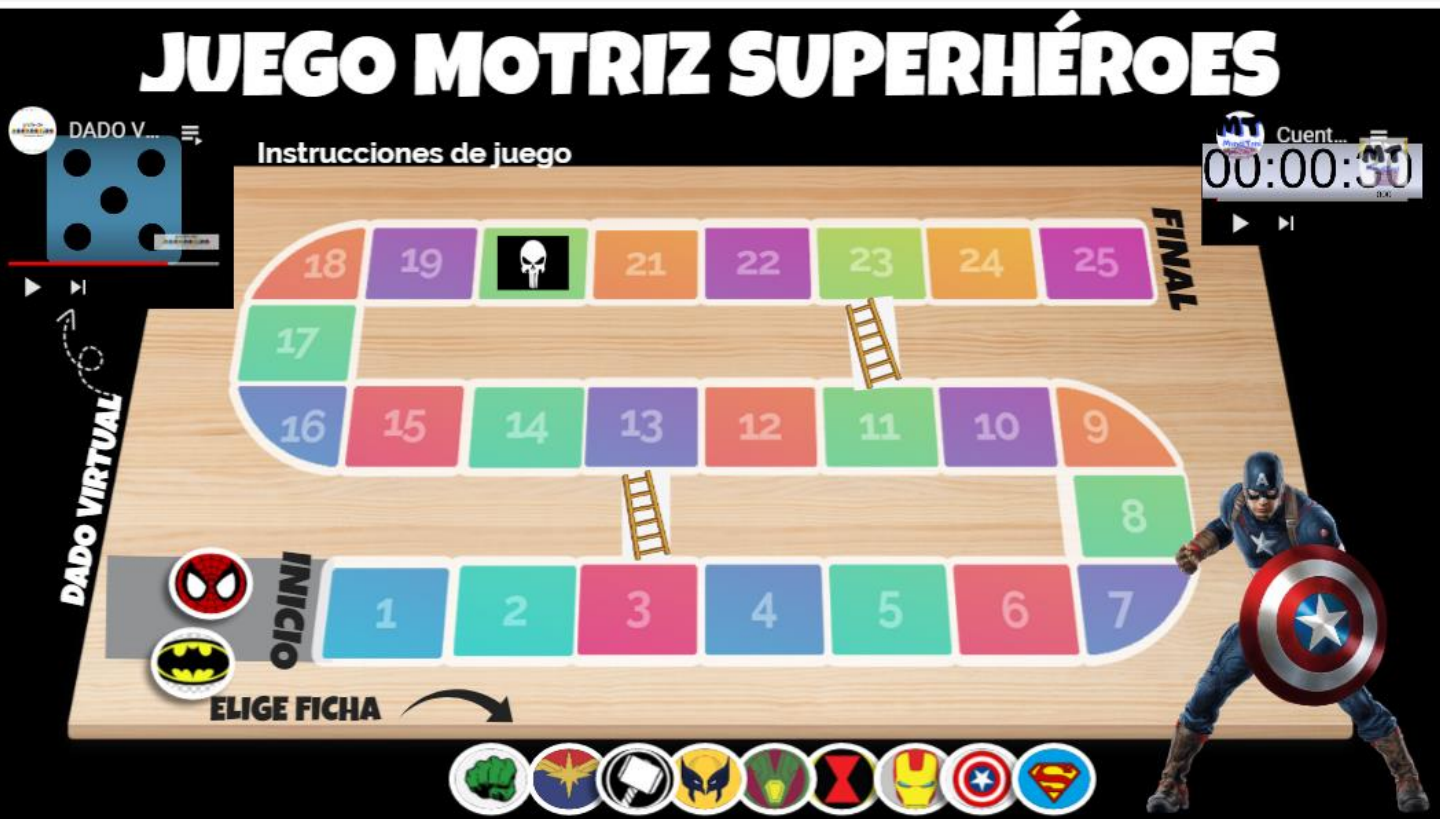 JUEGO MOTRIZ SUPERHÉROES
DADO V...
Cuent...
Instrucciones de juego
00:00:30
FINAL
18 19 21 22 23 24 25
17
16 15 14 13 12 11 10 9
8
DADO VIRTUAL
INICIO
1 2 3 4 5 6 7
ELIGE FICHA